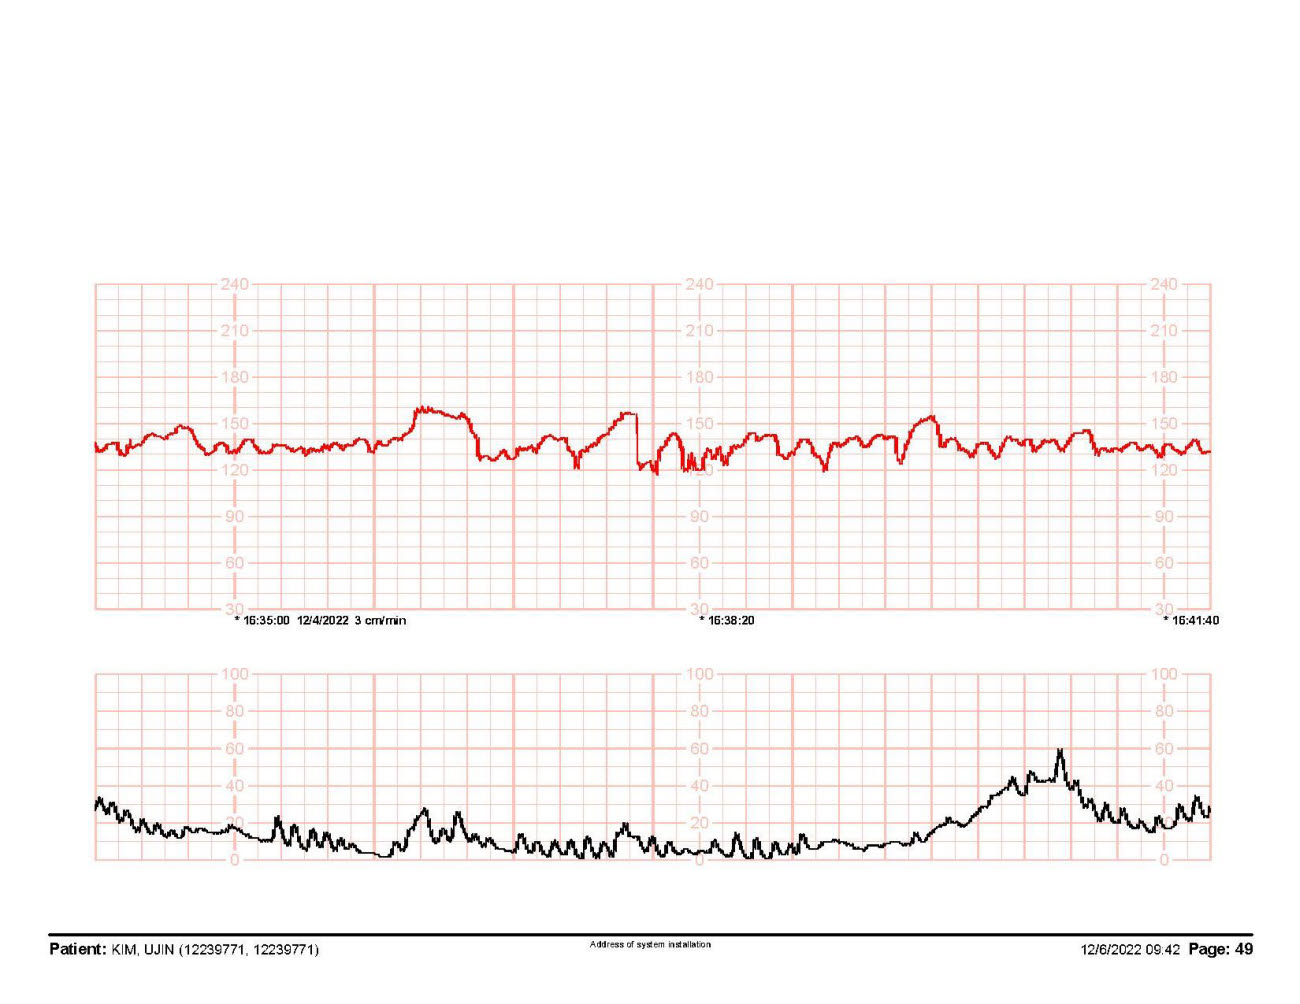 240 240 240
210 210 210
180 180 180
150 150 150
120 120 120
90 90 90
60 60 60
30 30 30
* 16:35:00 12/4/2022 3 cm/min * 16:38:20 * 16:41:40
100 100 100
80 80 80
60 60 60
40 40 40
20 20 20
0 0 0
Patient: KIM, UJIN (12239771, 12239771) Address of system installation 12/6/2022 09:42 Page: 49